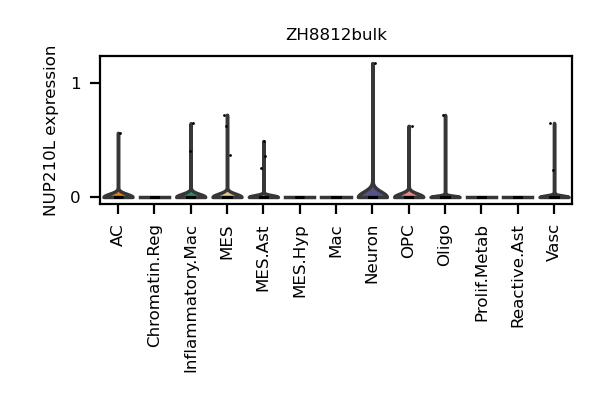 ZH8812bulk
NUP210L expression
1
0
AC
Chromatin.Reg
Inflammatory.Mac
MES
MES.Ast
MES.Hyp
Mac
Neuron
OPC
Oligo
Prolif.Metab
Reactive.Ast
Vasc